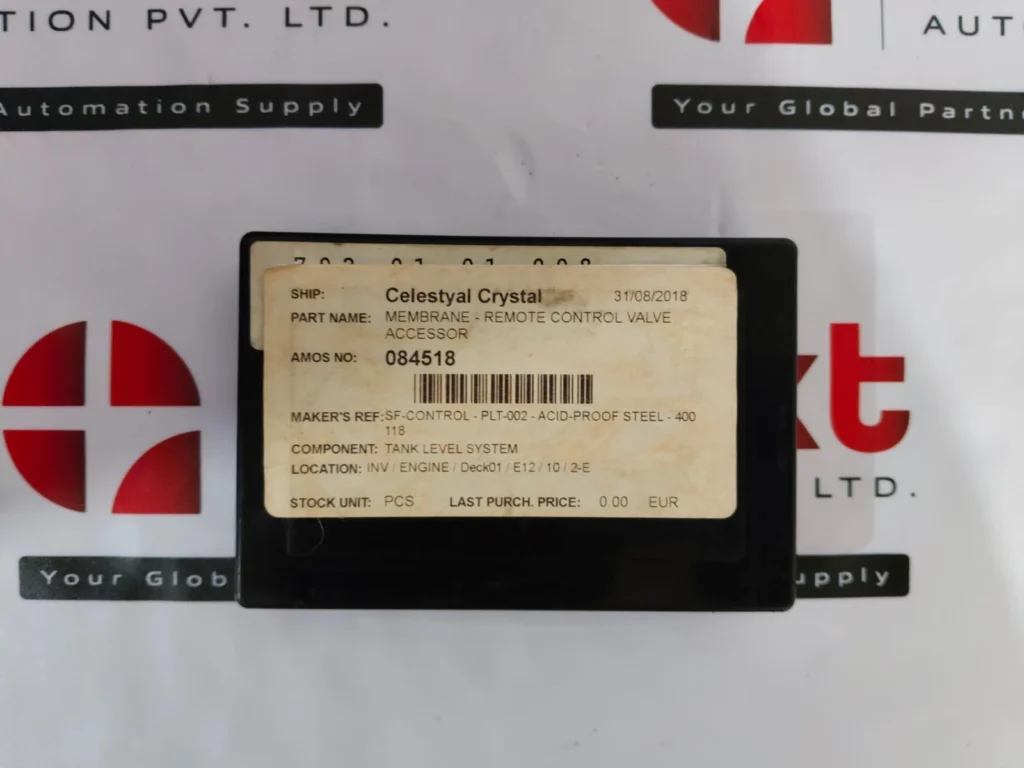 TION PVT. LTD.
AUT
Automation Supply
Your Global Partn
SHIP: Celestyal Crystal 31/08/2018
PART NAME: MEMBRANE - REMOTE CONTROL VALVE
ACCESSOR
AMOS NO: 084518
MAKER'S REF: SF-CONTROL - PLT-002 - ACID-PROOF STEEL - 400
118
COMPONENT: TANK LEVEL SYSTEM
LOCATION: INV / ENGINE / Deck01 / E12 / 10 / 2-E
STOCK UNIT: PCS LAST PURCH. PRICE: 0.00 EUR
xt
LTD.
Your Glob
upply